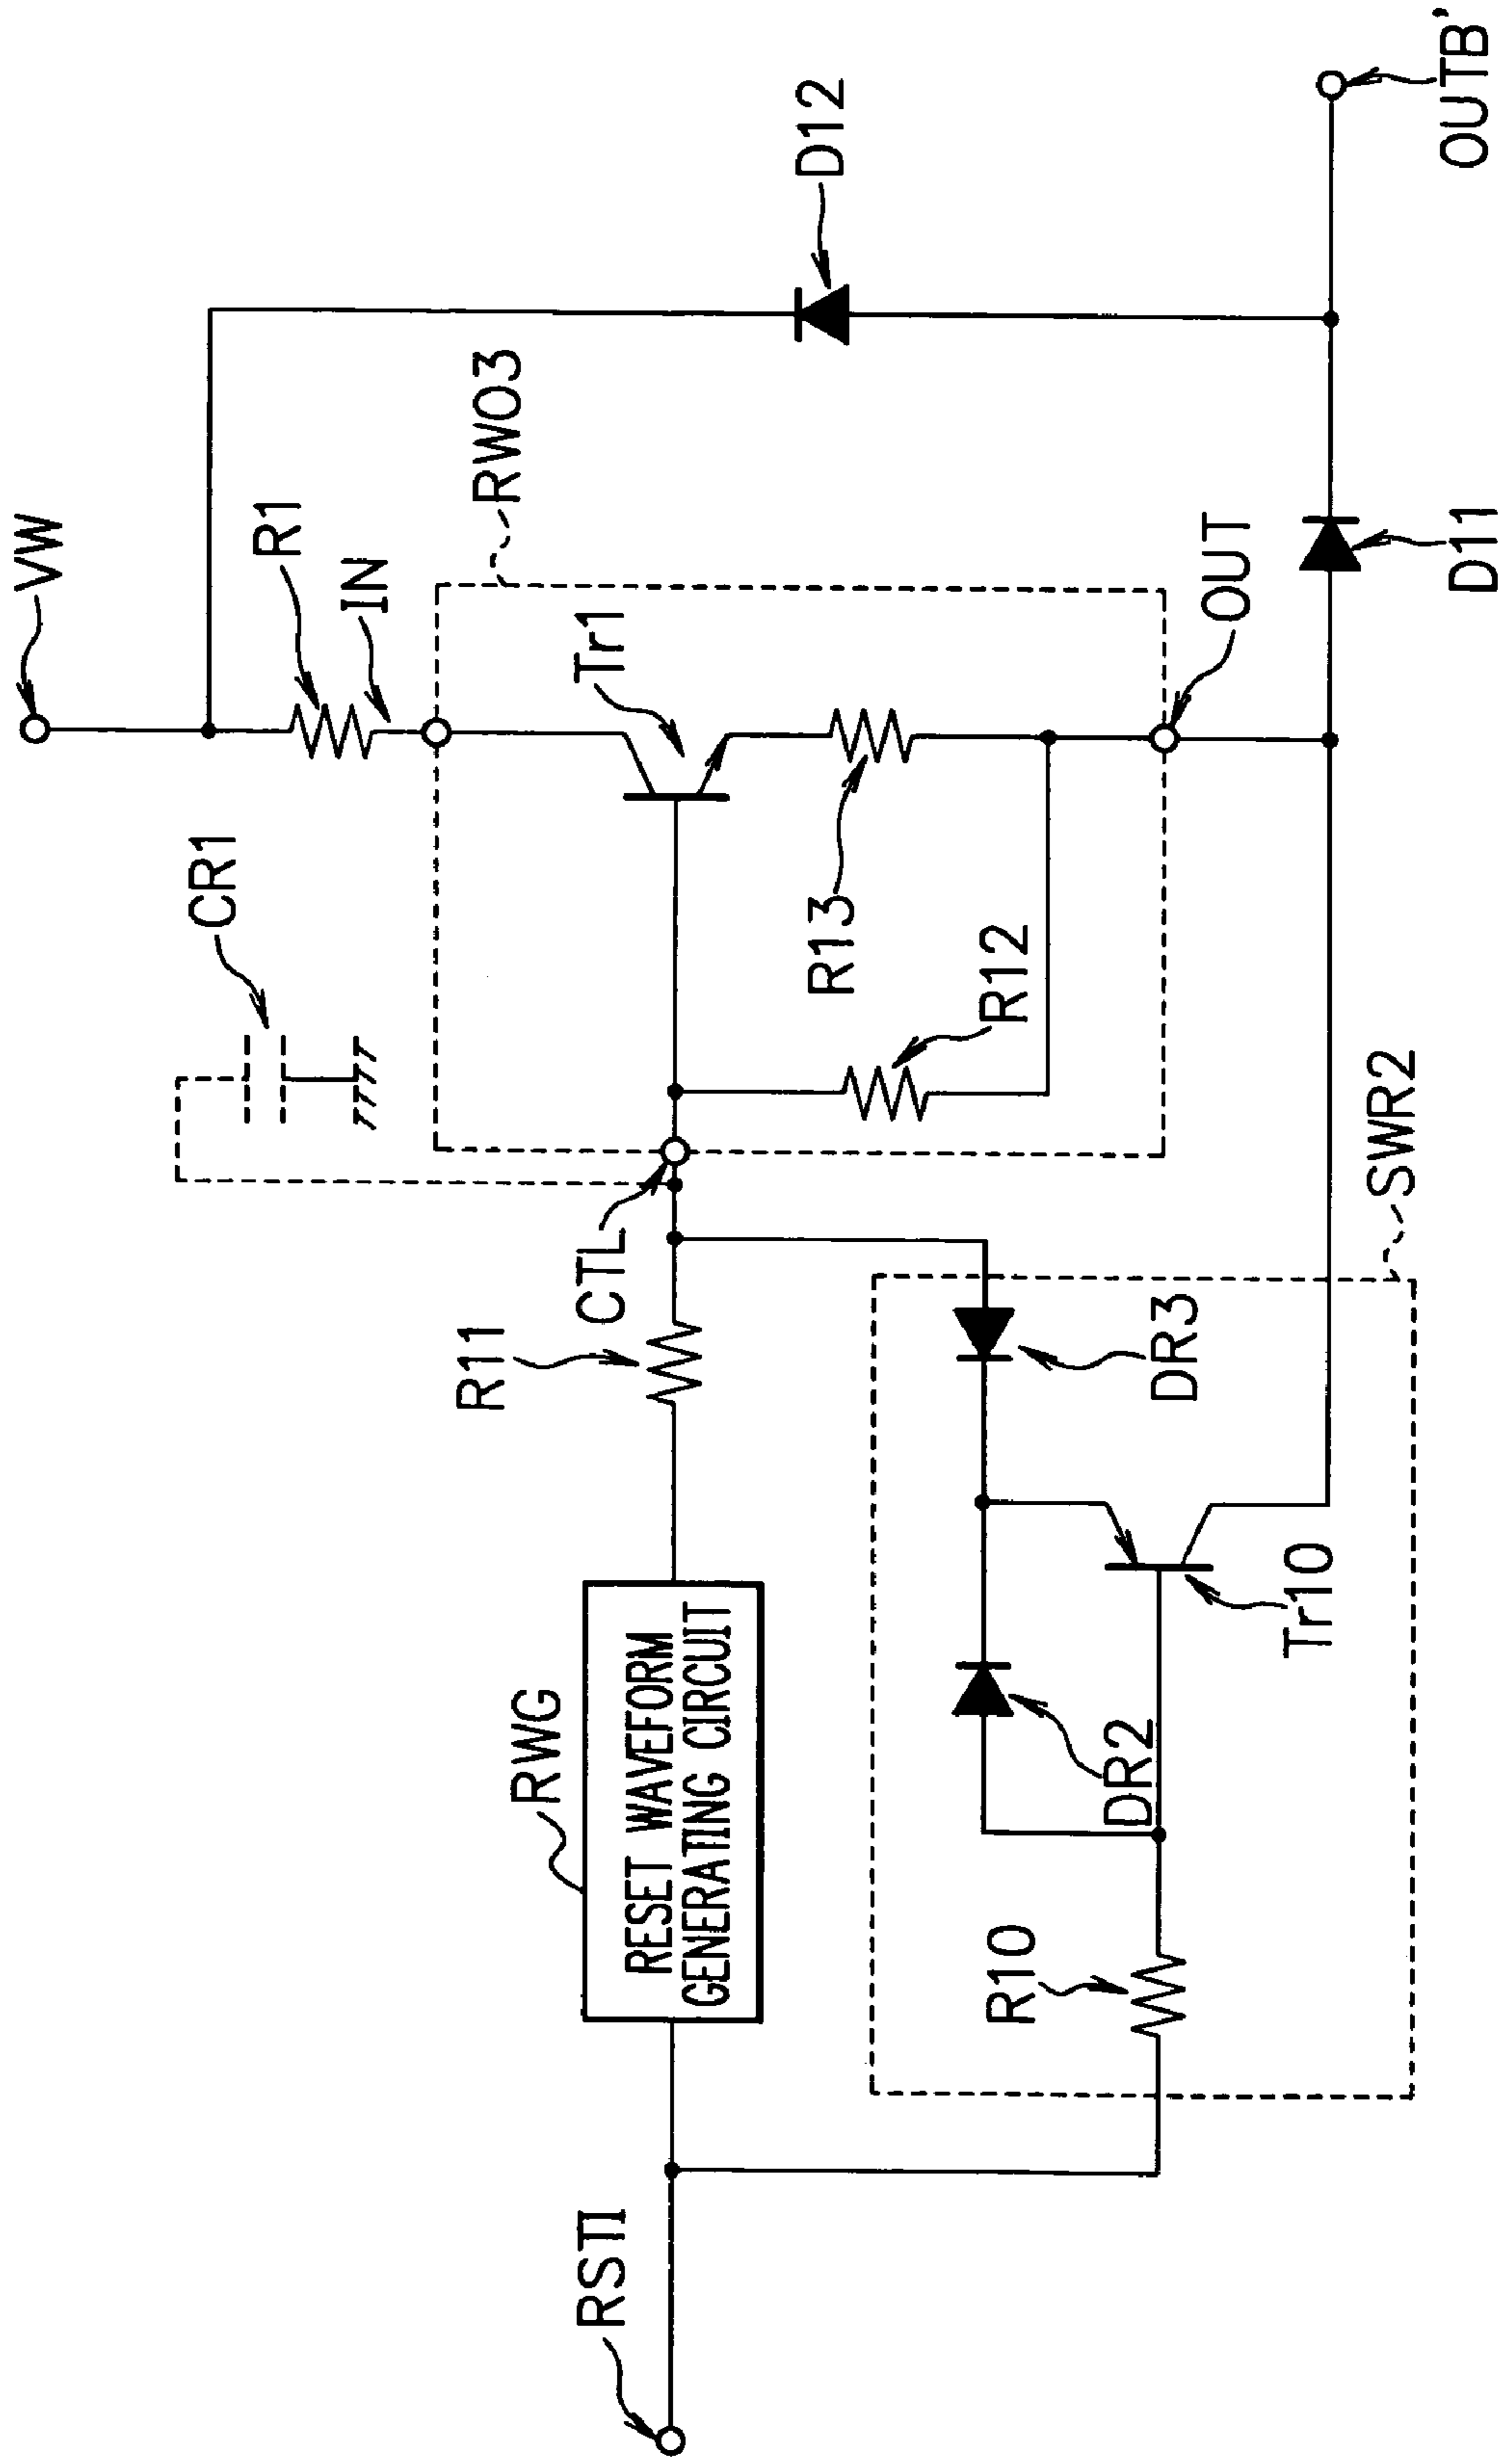 VW
R1
IN
CR1
RW03
Tr1
D12
R13
R12
OUT
D11
OUTB'
CTL
R11
RWG
RESET WAVEFORM
GENERATING CIRCUIT
RSTI
SWR2
DR3
DR2
Tr10
R10